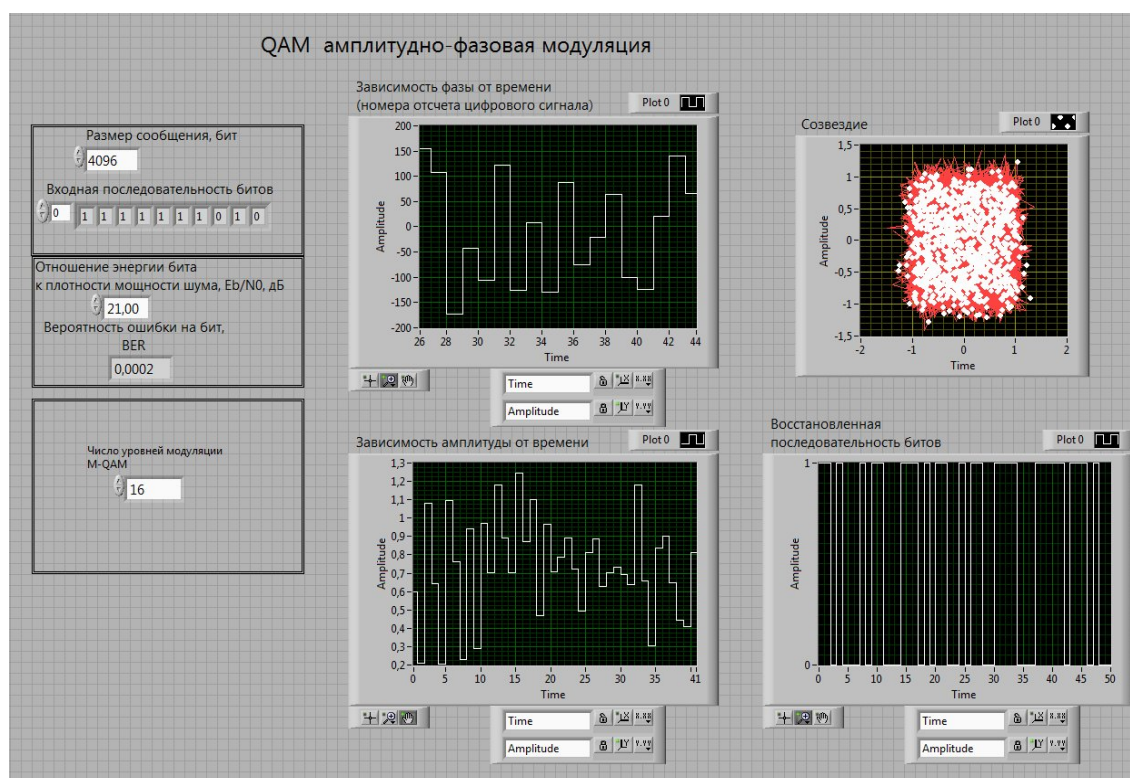 QAM амплитудно-фазовая модуляция
Размер сообщения, бит
4096
Входная последовательность битов
0 1 1 1 1 1 1 1 0 1 0
Отношение энергии бита
к плотности мощности шума, Eb/N0, дБ
21,00
Вероятность ошибки на бит,
BER
0,0002
Число уровней модуляции
M-QAM
16
Зависимость фазы от времени
(номера отсчета цифрового сигнала)
Plot 0
200
150
100
50
0
-50
-100
-150
-200
Amplitude
26 28 30 32 34 36 38 40 42 44
Time
Time
Amplitude
Созвездие
Plot 0
1,5
1
0,5
0
-0,5
-1
-1,5
Amplitude
-2 -1 0 1 2
Time
Зависимость амплитуды от времени
Plot 0
1,3
1,2
1,1
1
0,9
0,8
0,7
0,6
0,5
0,4
0,3
0,2
Amplitude
0 5 10 15 20 25 30 35 41
Time
Time
Amplitude
Восстановленная
последовательность битов
Plot 0
1
0
Amplitude
0 5 10 15 20 25 30 35 40 45 50
Time
Time
Amplitude